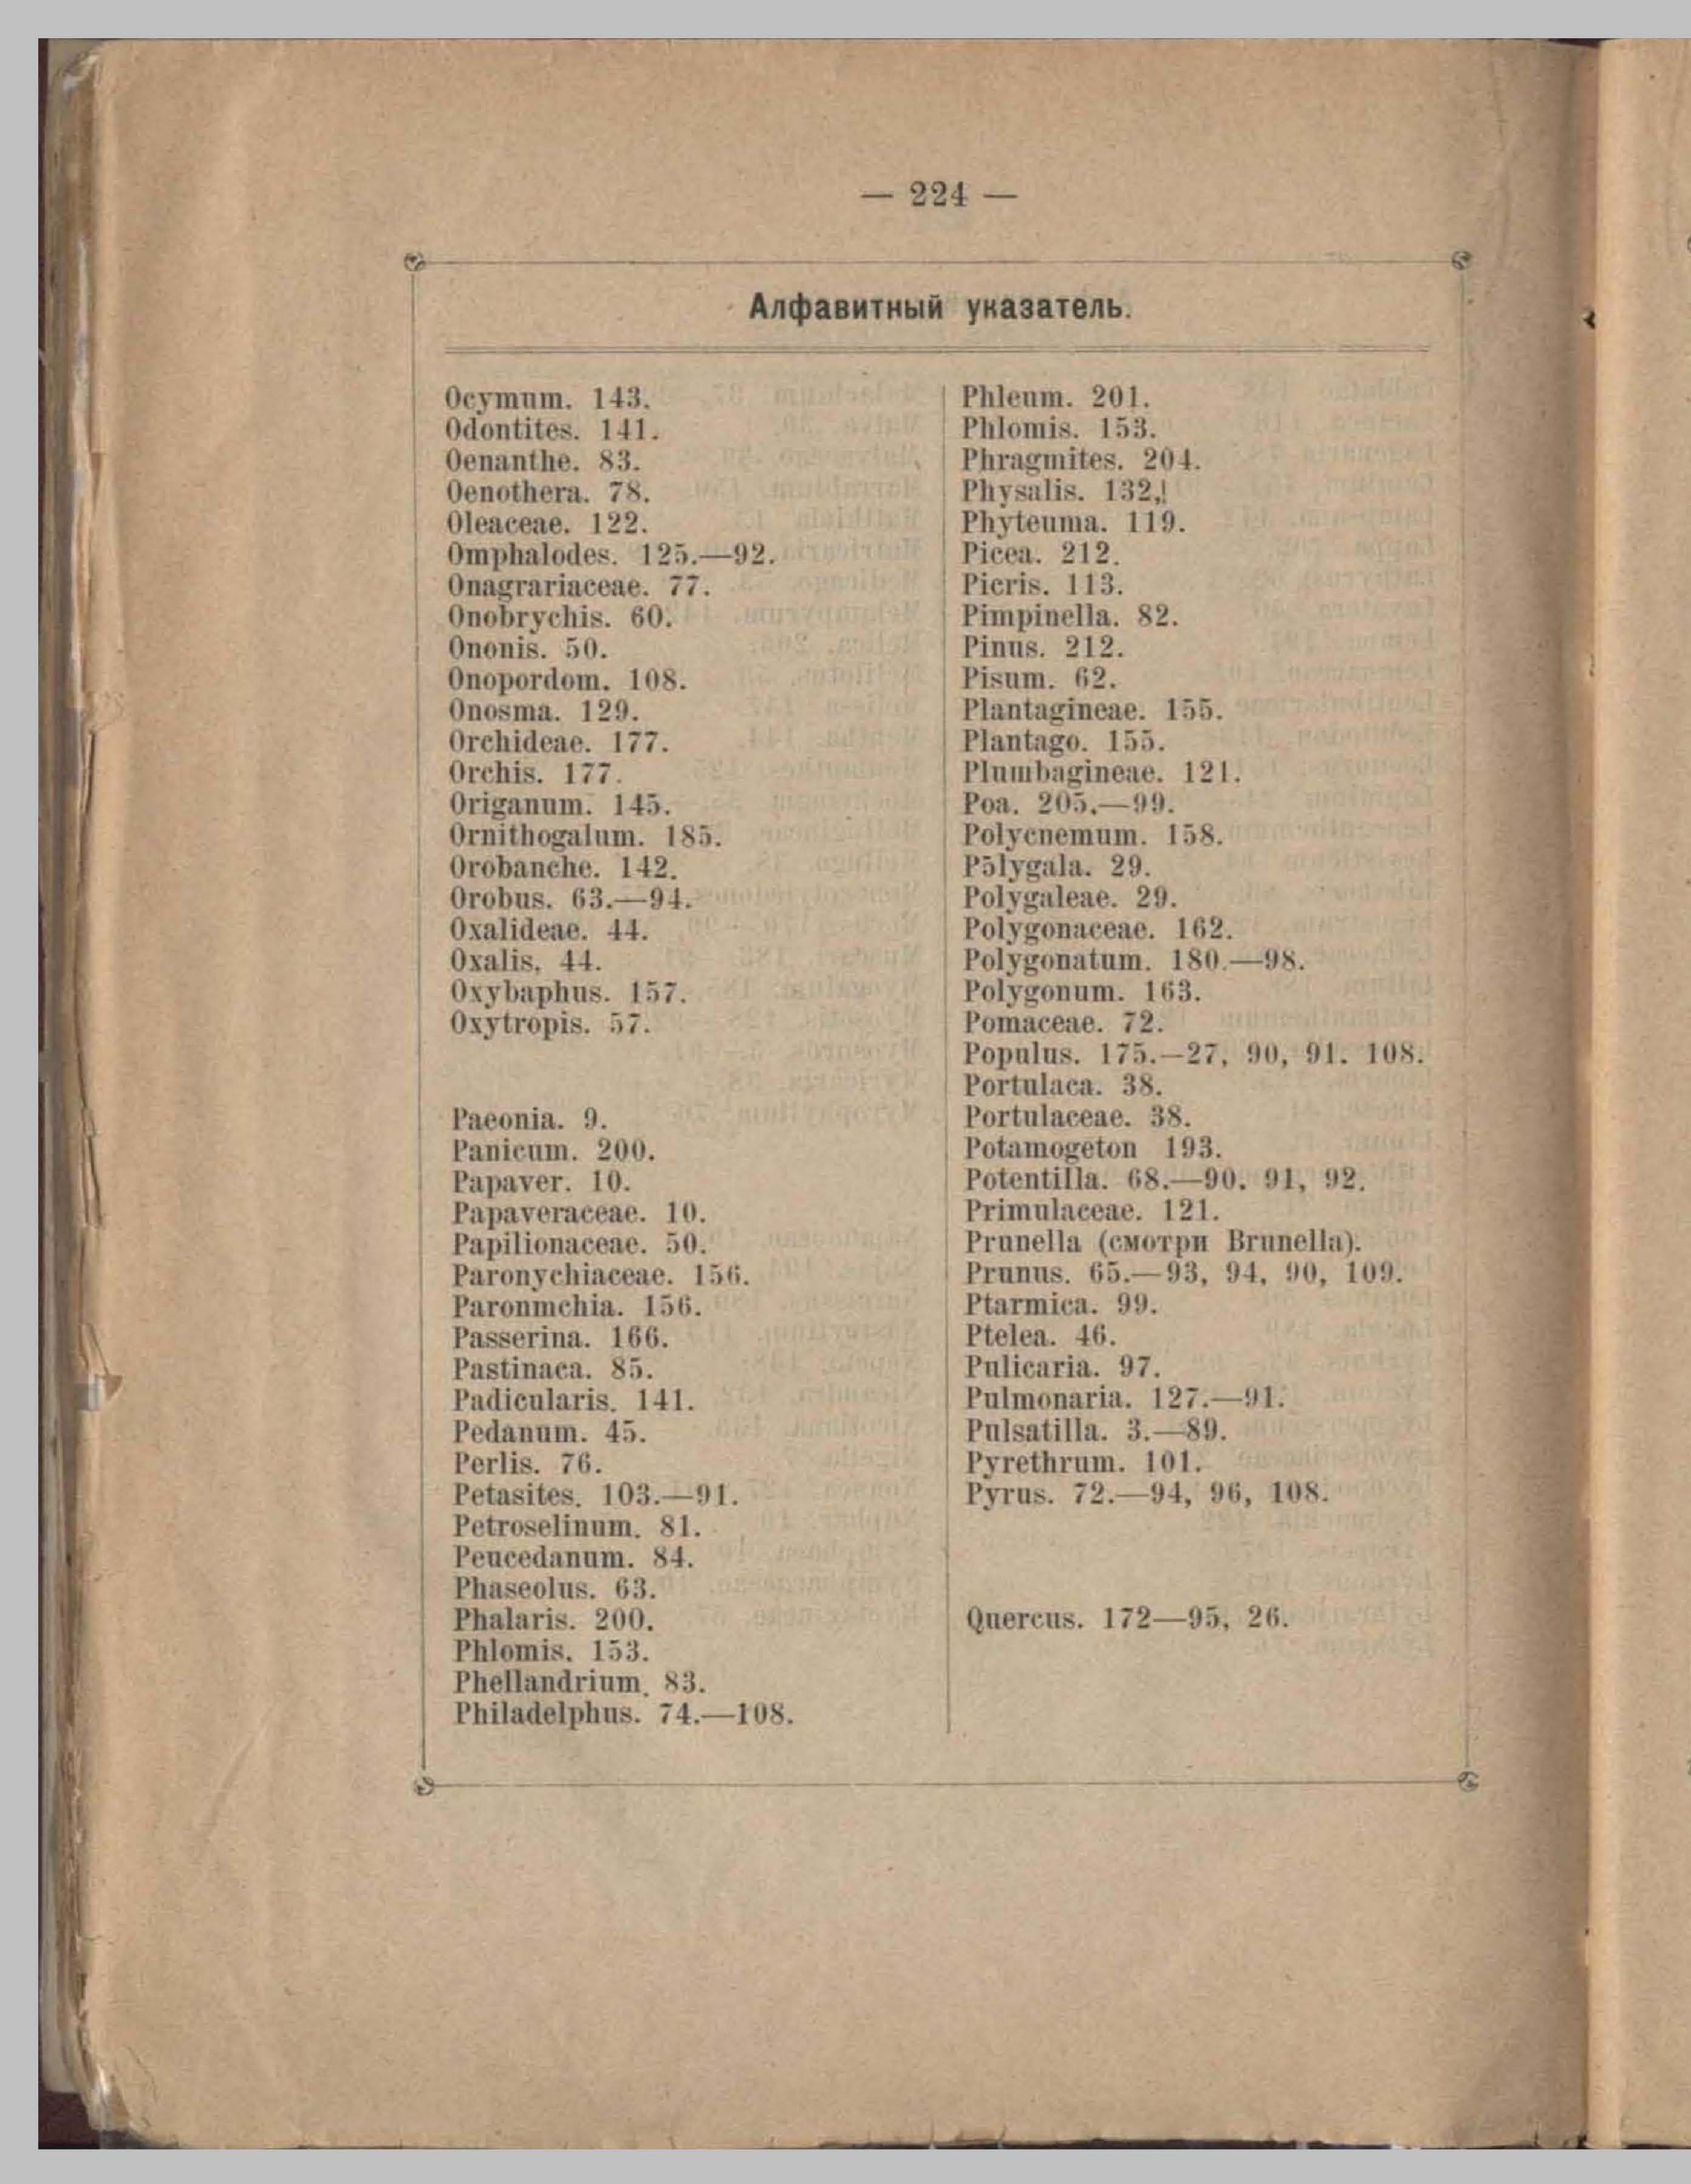 — 224 —
Алфавитный указатель.
Ocymum. 143.
Odontites. 141.
Oenanthe. 83.
Oenothera. 78.
Oleaceae. 122.
Omphalodes. 125.—92.
Onagrariaceae. 77.
Onobrychis. 60.
Ononis. 50.
Onopordom. 108.
Onosma. 129.
Orchideae. 177.
Orchis. 177.
Origanum. 145.
Ornithogalum. 185.
Orobanche. 142.
Orobus. 63.—94.
Oxalideae. 44.
Oxalis, 44.
Oxybaphus. 157.
Oxytropis. 57.
Paeonia. 9.
Panicum. 200.
Papaver. 10.
Papaveraceae. 10.
Papilionaceae. 50.
Paronychiaceae. 156.
Paronmchia. 156.
Passerina. 166.
Pastinaca. 85.
Padicularis. 141.
Pedanum. 45.
Perlis. 76.
Petasites. 103.—91.
Petroselinum. 81.
Peucedanum. 84.
Phaseolus. 63.
Phalaris. 200.
Phlomis. 153.
Phellandrium. 83.
Philadelphus. 74.—108.
Phleum. 201.
Phlomis. 153.
Phragmites. 204.
Physalis. 132,!
Phyteuma. 119.
Picea. 212.
Picris. 113.
Pimpinella. 82.
Pinus. 212.
Pisum. 62.
Plantagineae. 155.
Plantago. 155.
Plumbagineae. 121.
Poa. 205.—99.
Polycnemum. 158.
Pölygala. 29.
Polygaleae. 29.
Polygonaceae. 162.
Polygonatum. 180.—98.
Polygonum. 163.
Pomaceae. 72.
Populus. 175.—27, 90, 91. 108.
Portulaca. 38.
Portulaceae. 38.
Potamogeton 193.
Potentilla. 68.—90. 91, 92.
Primulaceae. 121.
Prunella (смотри Brunella).
Prunus. 65.—93, 94, 90, 109.
Ptarmica. 99.
Ptelea. 46.
Pulicaria. 97.
Pulmonaria. 127.—91.
Pulsatilla. 3.—89.
Pyrethrum. 101.
Pyrus. 72.—94, 96, 108.
Quercus. 172—95, 26.